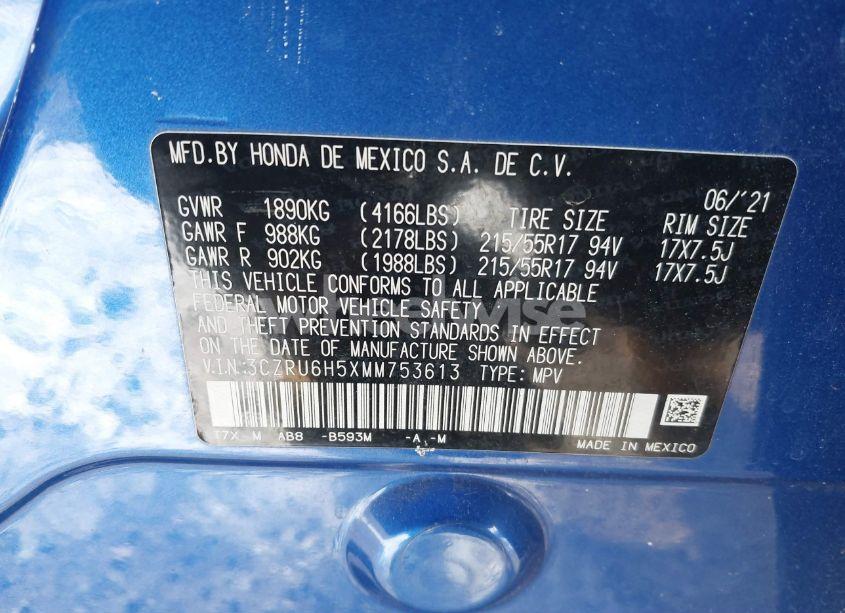 MFD.BY HONDA DE MEXICO S.A. DE C.V.
06/'21
GVWR 1890KG (4166LBS) TIRE SIZE RIM SIZE
GAWR F 988KG (2178LBS) 215/55R17 94V 17X7.5J
GAWR R 902KG (1988LBS) 215/55R17 94V 17X7.5J
THIS VEHICLE CONFORMS TO ALL APPLICABLE
FEDERAL MOTOR VEHICLE SAFETY
AND THEFT PREVENTION STANDARDS IN EFFECT
ON THE DATE OF MANUFACTURE SHOWN ABOVE.
V.I.N:3CZRU6H5XMM753613 TYPE: MPV
T7X M AB8 -B593M -A -M
MADE IN MEXICO